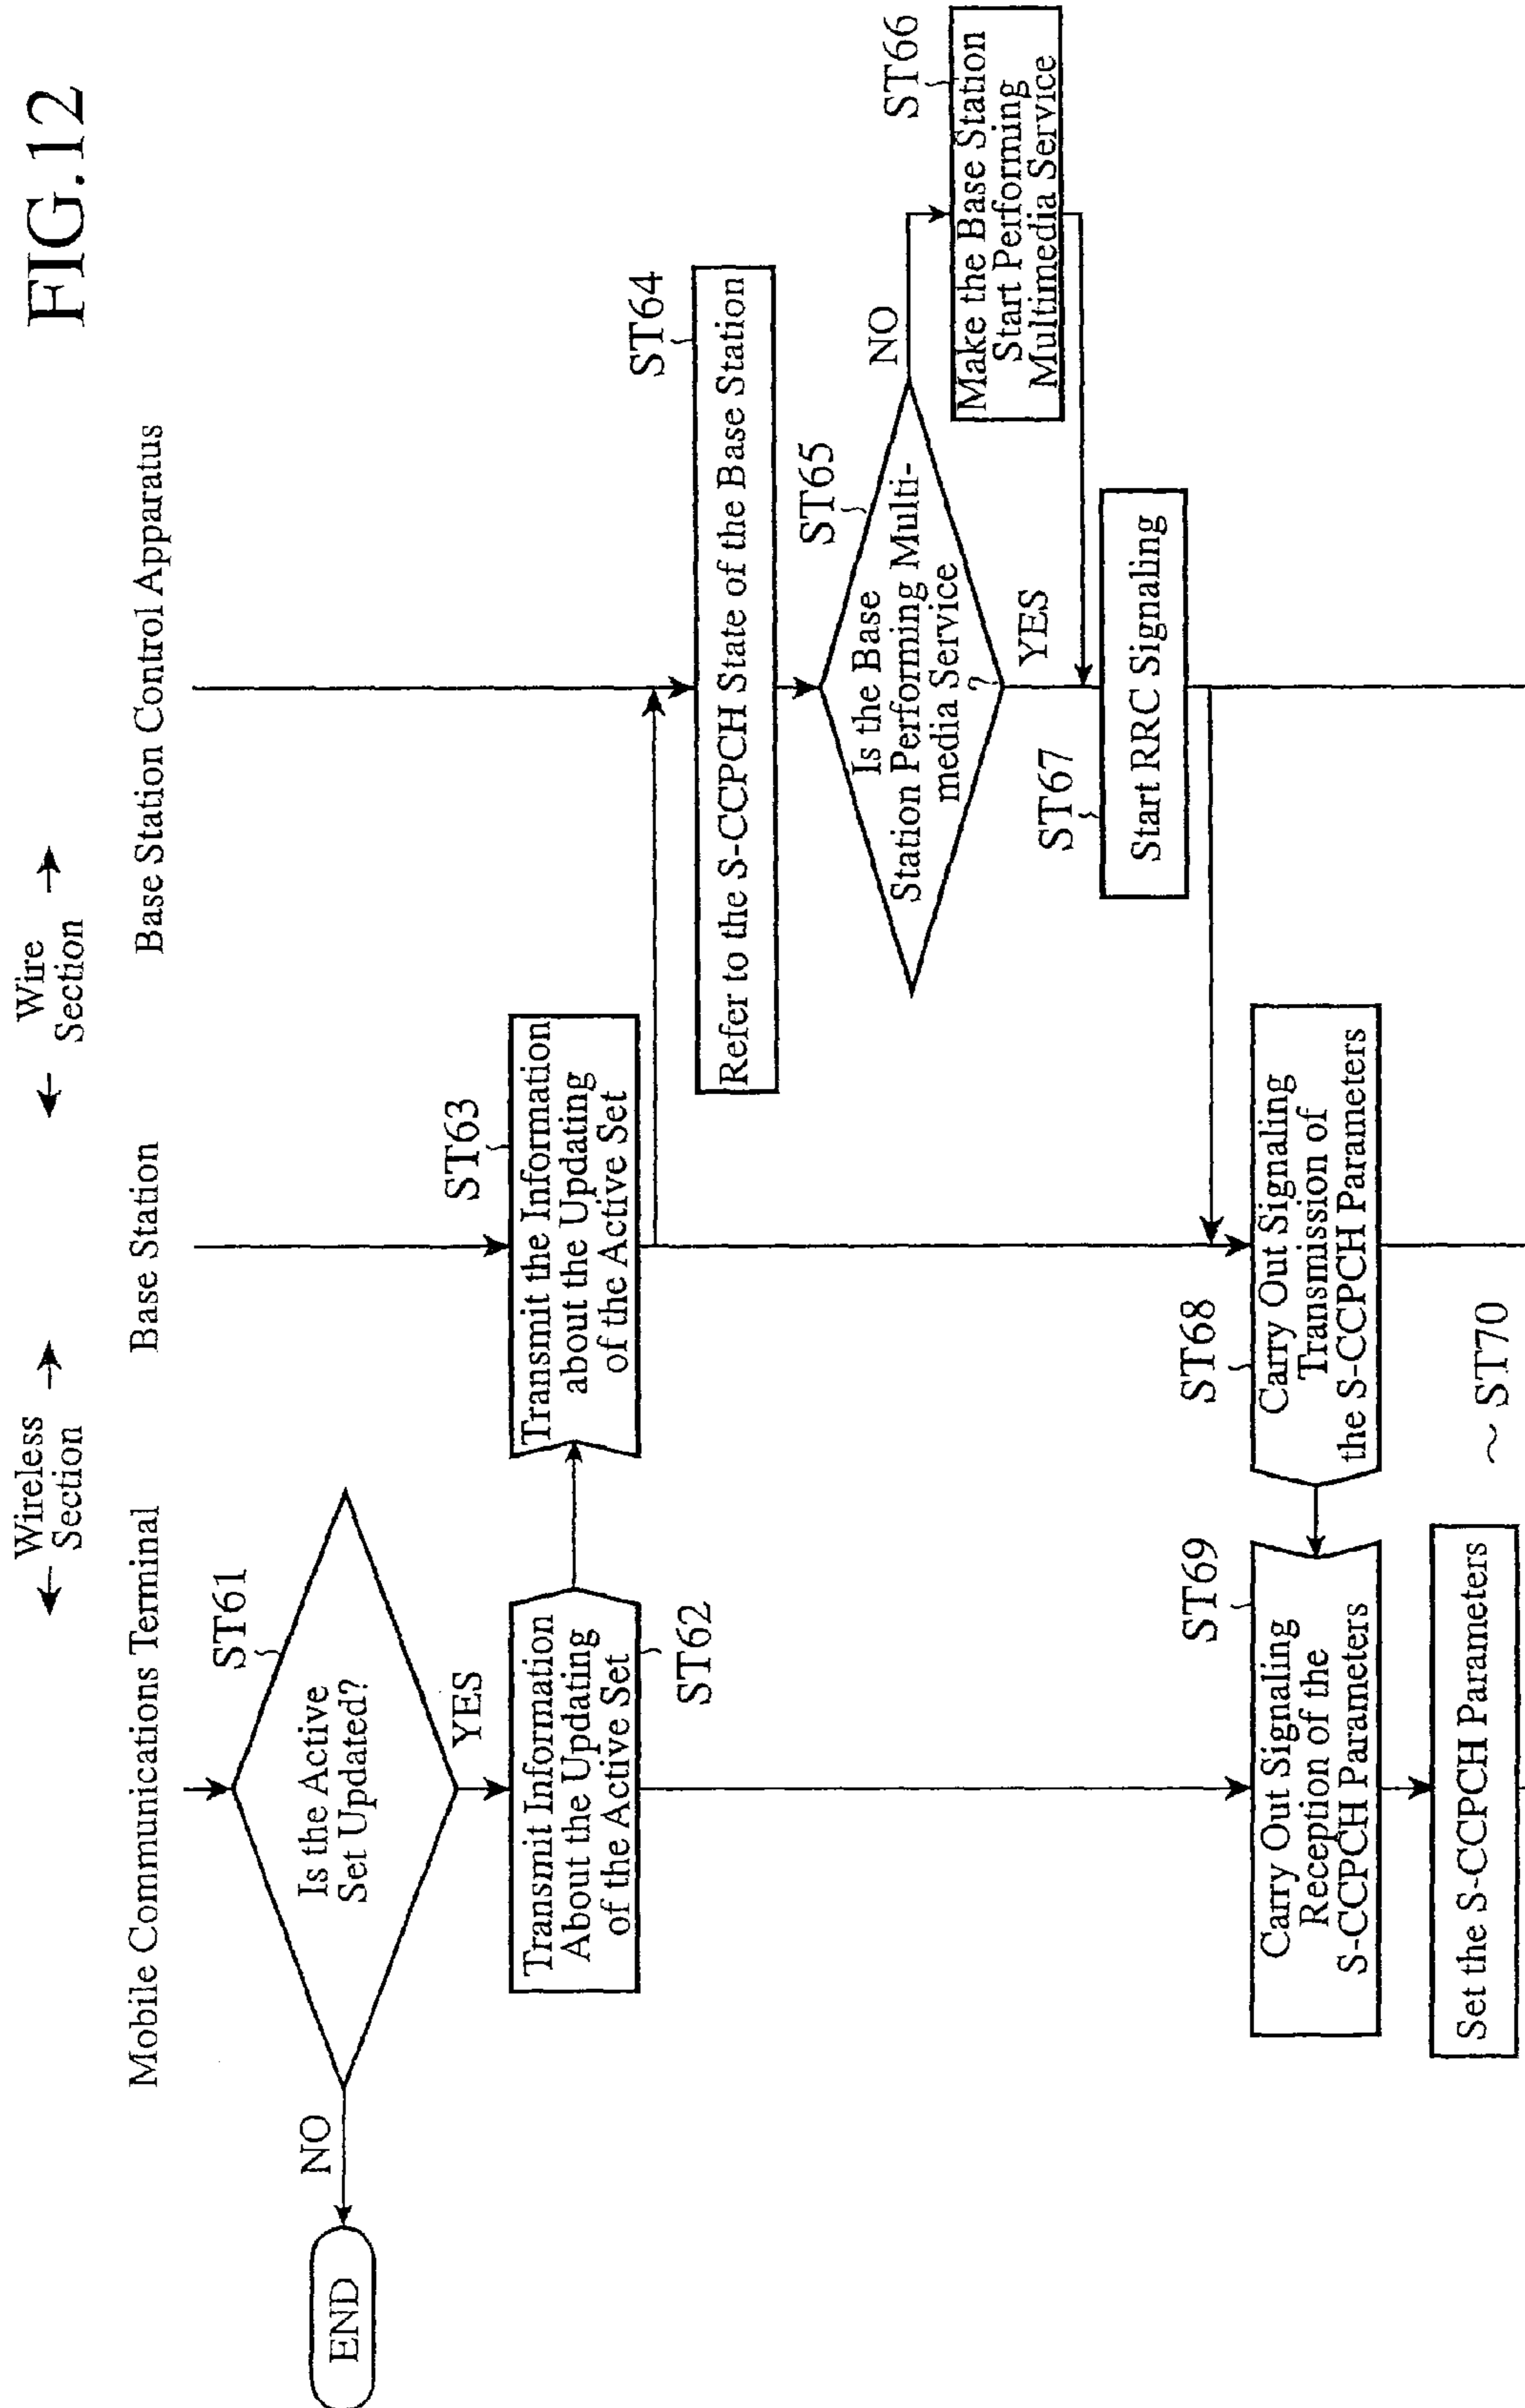 FIG.12
← Wireless Section →
← Wire Section →
Mobile Communications Terminal
Base Station
Base Station Control Apparatus
ST61
Is the Active
Set Updated?
NO
END
YES
Transmit Information
About the Updating
of the Active Set
ST62
ST63
Transmit the Information
about the Updating
of the Active Set
ST64
Refer to the S-CCPCH State of the Base Station
ST65
Is the Base
Station Performing Multi-
media Service
?
NO
ST66
Make the Base Station
Start Performing
Multimedia Service
YES
ST67
Start RRC Signaling
ST68
Carry Out Signaling
Transmission of
the S-CCPCH Parameters
ST69
Carry Out Signaling
Reception of the
S-CCPCH Parameters
Set the S-CCPCH Parameters
~ ST70